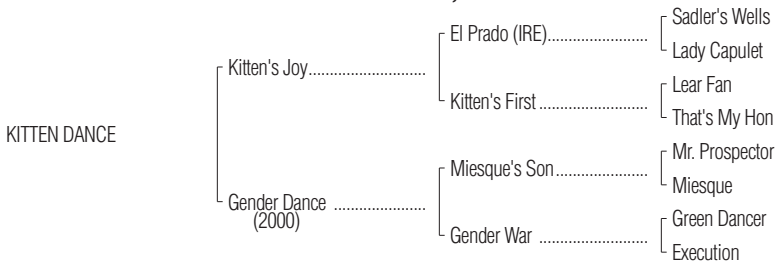 Sadler's Wells
El Prado (IRE)............................
Lady Capulet
Kitten's Joy................................
Lear Fan
Kitten's First ..............................
That's My Hon
KITTEN DANCE
Mr. Prospector
Miesque's Son..........................
Miesque
Gender Dance .........................
(2000)
Green Dancer
Gender War ..............................
Execution